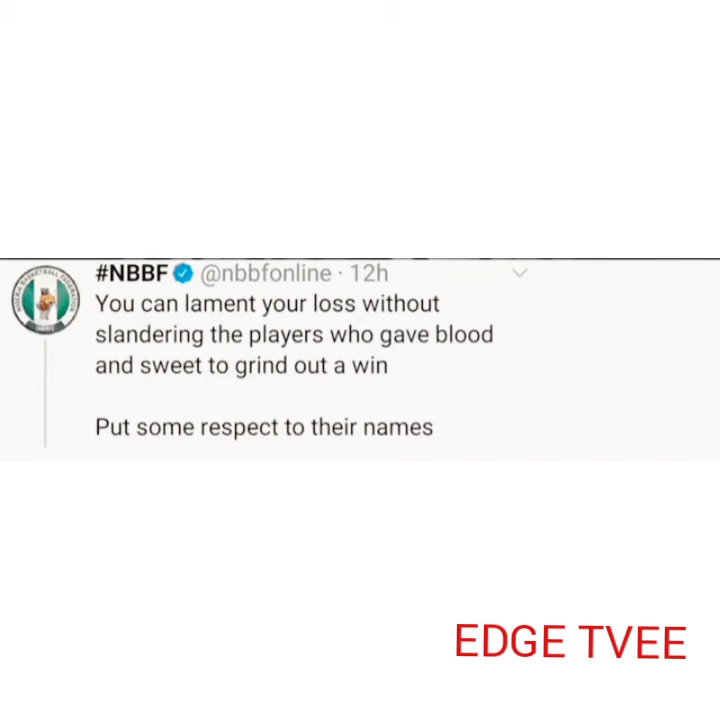 #NBBF @nbbfonline · 12h
You can lament your loss without
slandering the players who gave blood
and sweet to grind out a win
Put some respect to their names
EDGE TVEE